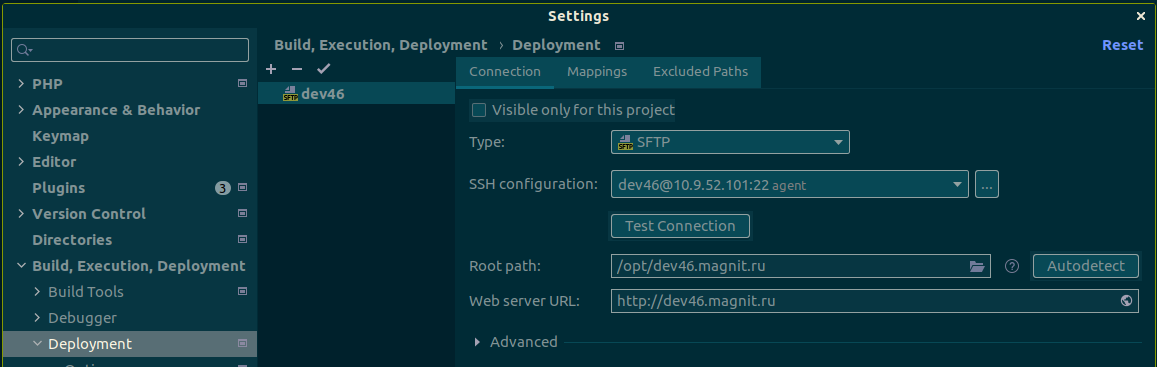 Settings
Build, Execution, Deployment › Deployment
Reset
PHP
Appearance & Behavior
Keymap
Editor
Plugins 3
Version Control
Directories
Build, Execution, Deployment
Build Tools
Debugger
Deployment
SFTP dev46
Connection Mappings Excluded Paths
Visible only for this project
Type: SFTP SFTP
SSH configuration: dev46@10.9.52.101:22 agent ...
Test Connection
Root path: /opt/dev46.magnit.ru ? Autodetect
Web server URL: http://dev46.magnit.ru
Advanced